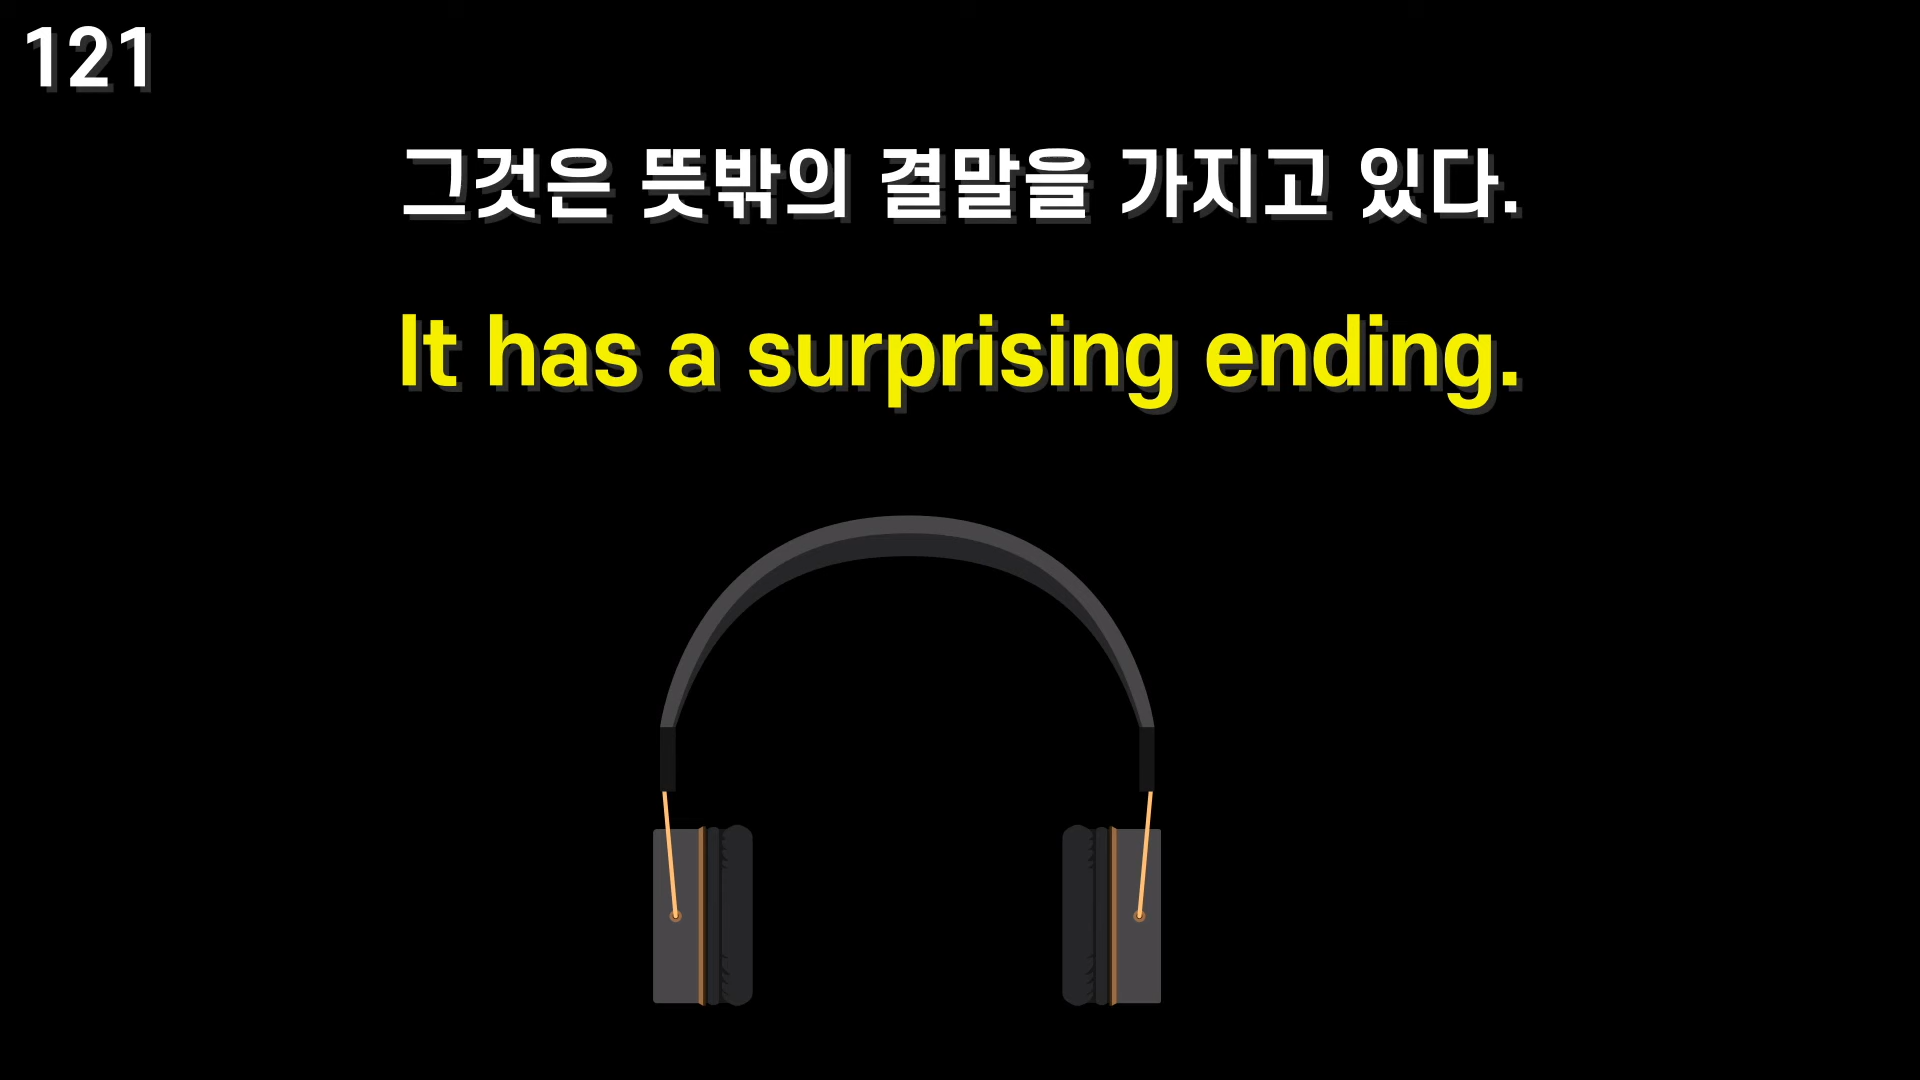 121
그것은 뜻밖의 결말을 가지고 있다.
It has a surprising ending.